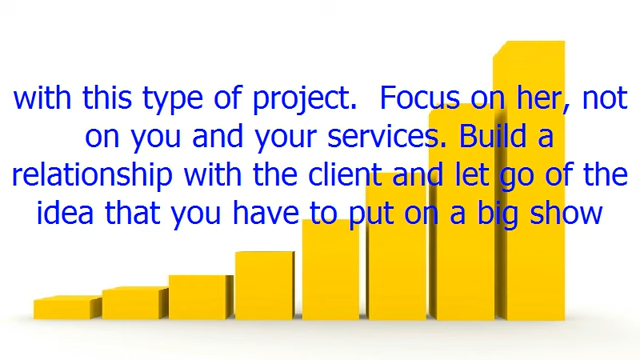 with this type of project.  Focus on her, not
on you and your services. Build a
relationship with the client and let go of the
idea that you have to put on a big show